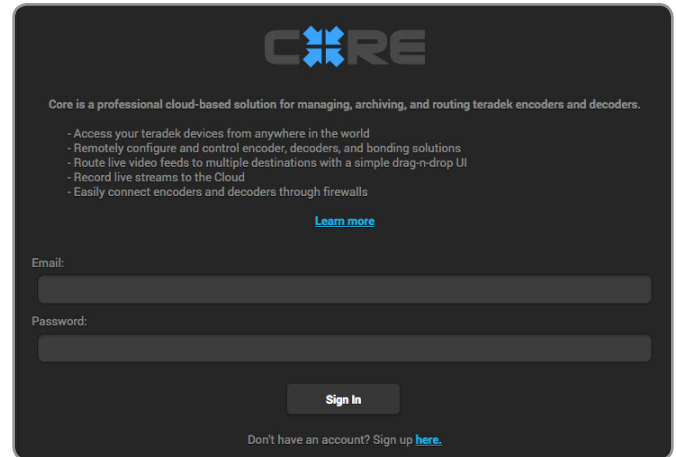 CORE
Core is a professional cloud-based solution for managing, archiving, and routing teradek encoders and decoders.
- Access your teradek devices from anywhere in the world
- Remotely configure and control encoder, decoders, and bonding solutions
- Route live video feeds to multiple destinations with a simple drag-n-drop UI
- Record live streams to the Cloud
- Easily connect encoders and decoders through firewalls
Learn more
Email:
Password:
Sign In
Don't have an account? Sign up here.